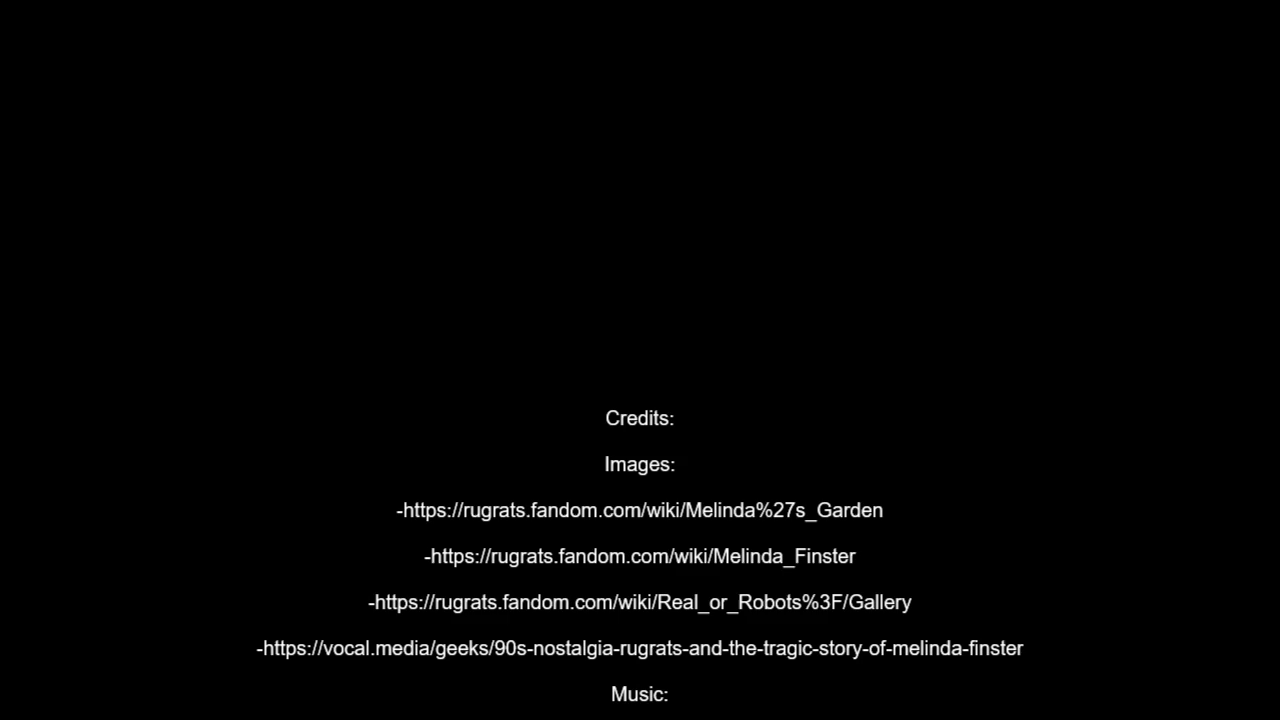 Credits:
Images:
-https://rugrats.fandom.com/wiki/Melinda%27s_Garden
-https://rugrats.fandom.com/wiki/Melinda_Finster
-https://rugrats.fandom.com/wiki/Real_or_Robots%3F/Gallery
-https://vocal.media/geeks/90s-nostalgia-rugrats-and-the-tragic-story-of-melinda-finster
Music: